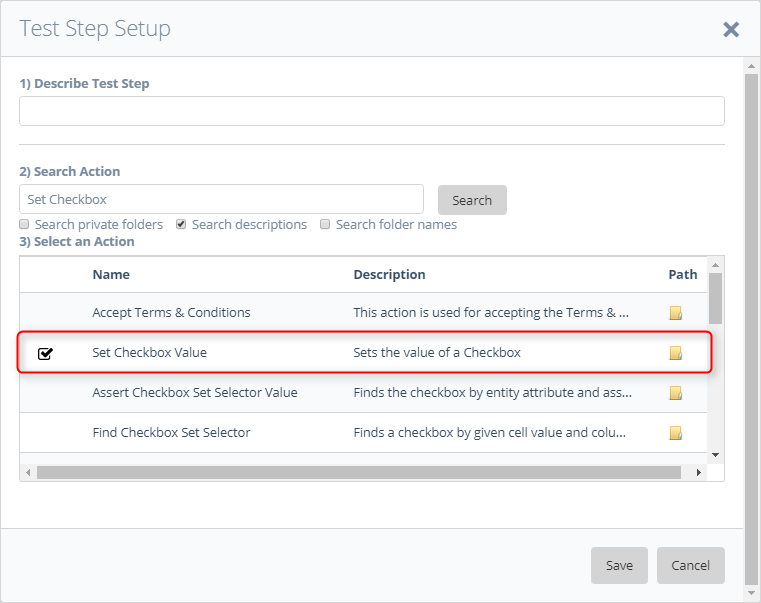 Test Step Setup
1) Describe Test Step
2) Search Action
Set Checkbox
Search
Search private folders Search descriptions Search folder names
3) Select an Action
Name Description Path
Accept Terms & Conditions This action is used for accepting the Terms & ...
Set Checkbox Value Sets the value of a Checkbox
Assert Checkbox Set Selector Value Finds the checkbox by entity attribute and ass...
Find Checkbox Set Selector Finds a checkbox by given cell value and colu...
Save Cancel